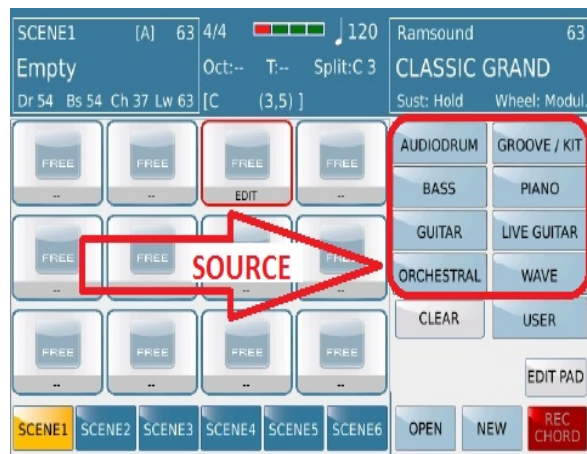 SCENE1 [A] 63 4/4 120 Ramsound 63
Empty Oct:-- T:-- Split:C 3 CLASSIC GRAND
Dr 54 Bs 54 Ch 37 Lw 63 [C (3,5) ] Sust: Hold Wheel: Modul.
FREE FREE FREE FREE AUDIODRUM GROOVE / KIT
-- -- EDIT -- BASS PIANO
FREE FREE SOURCE FREE GUITAR LIVE GUITAR
-- -- -- ORCHESTRAL WAVE
FREE FREE FREE FREE CLEAR USER
-- -- -- -- EDIT PAD
SCENE1 SCENE2 SCENE3 SCENE4 SCENE5 SCENE6 OPEN NEW REC
CHORD